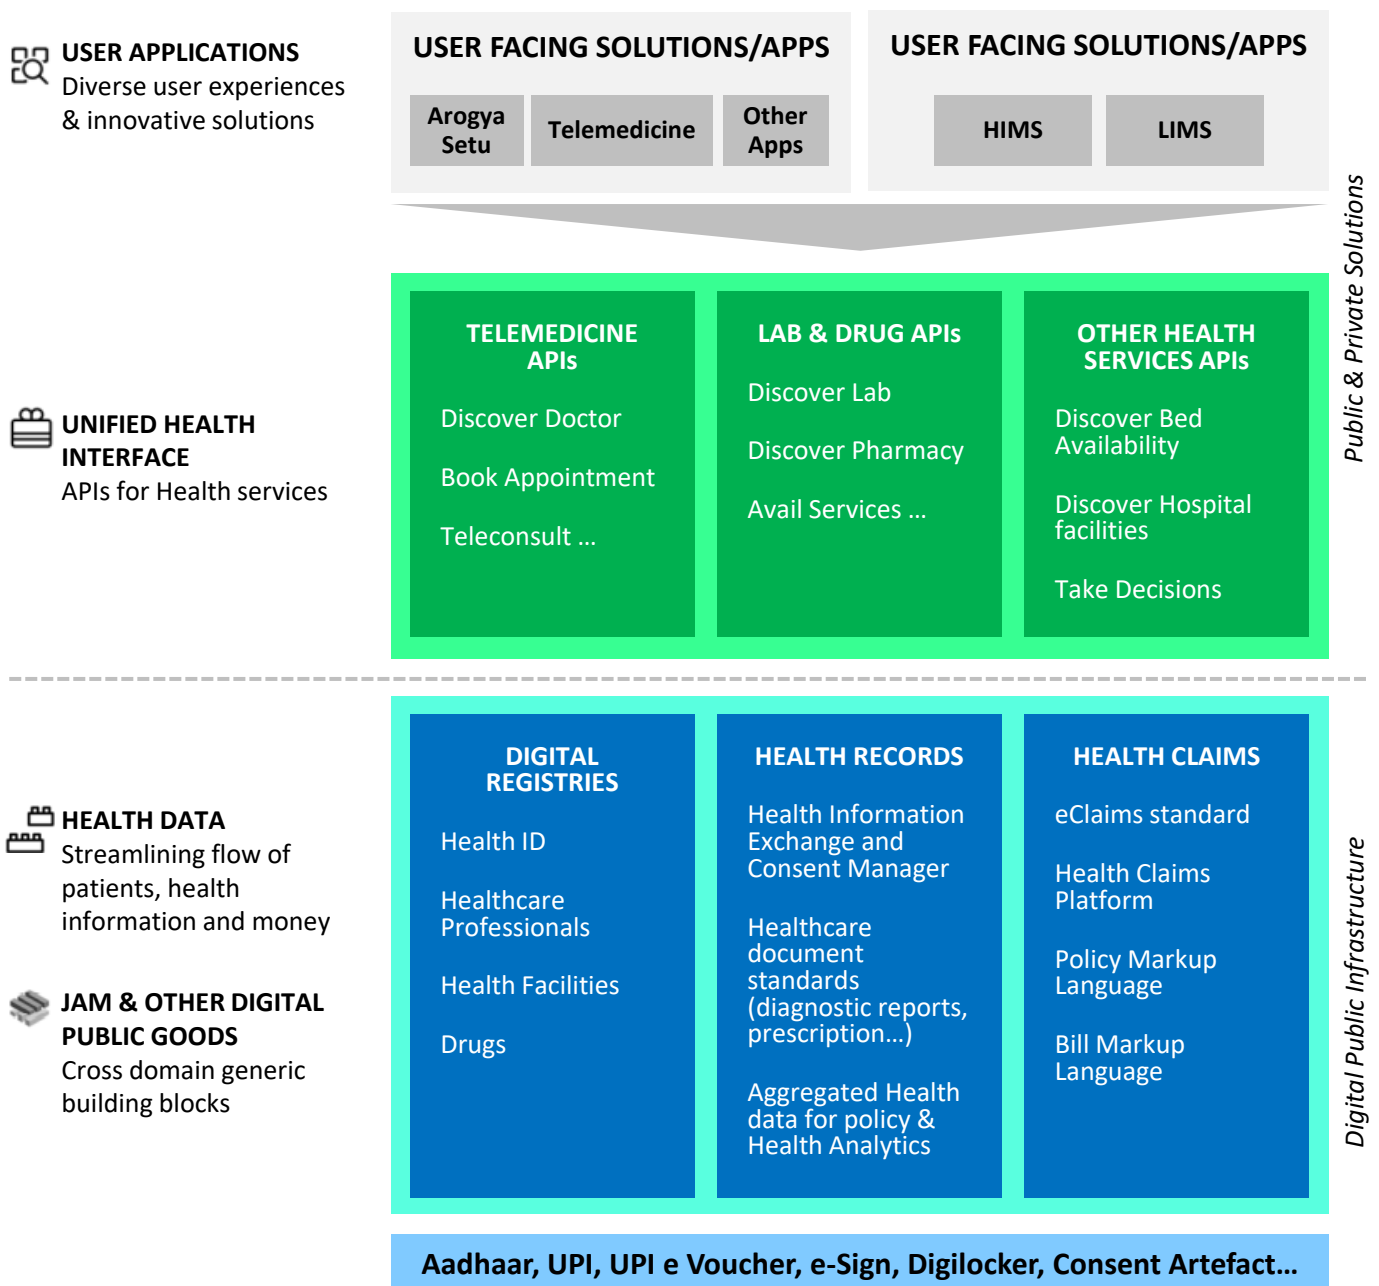 USER APPLICATIONS
Diverse user experiences
& innovative solutions
USER FACING SOLUTIONS/APPS
Arogya
Setu
Telemedicine
Other
Apps
USER FACING SOLUTIONS/APPS
HIMS
LIMS
Public & Private Solutions
UNIFIED HEALTH
INTERFACE
APIs for Health services
TELEMEDICINE
APIs
Discover Doctor
Book Appointment
Teleconsult ...
LAB & DRUG APIs
Discover Lab
Discover Pharmacy
Avail Services ...
OTHER HEALTH
SERVICES APIs
Discover Bed
Availability
Discover Hospital
facilities
Take Decisions
HEALTH DATA
Streamlining flow of
patients, health
information and money
JAM & OTHER DIGITAL
PUBLIC GOODS
Cross domain generic
building blocks
DIGITAL
REGISTRIES
Health ID
Healthcare
Professionals
Health Facilities
Drugs
HEALTH RECORDS
Health Information
Exchange and
Consent Manager
Healthcare
document
standards
(diagnostic reports,
prescription...)
Aggregated Health
data for policy &
Health Analytics
HEALTH CLAIMS
eClaims standard
Health Claims
Platform
Policy Markup
Language
Bill Markup
Language
Digital Public Infrastructure
Aadhaar, UPI, UPI e Voucher, e-Sign, Digilocker, Consent Artefact...